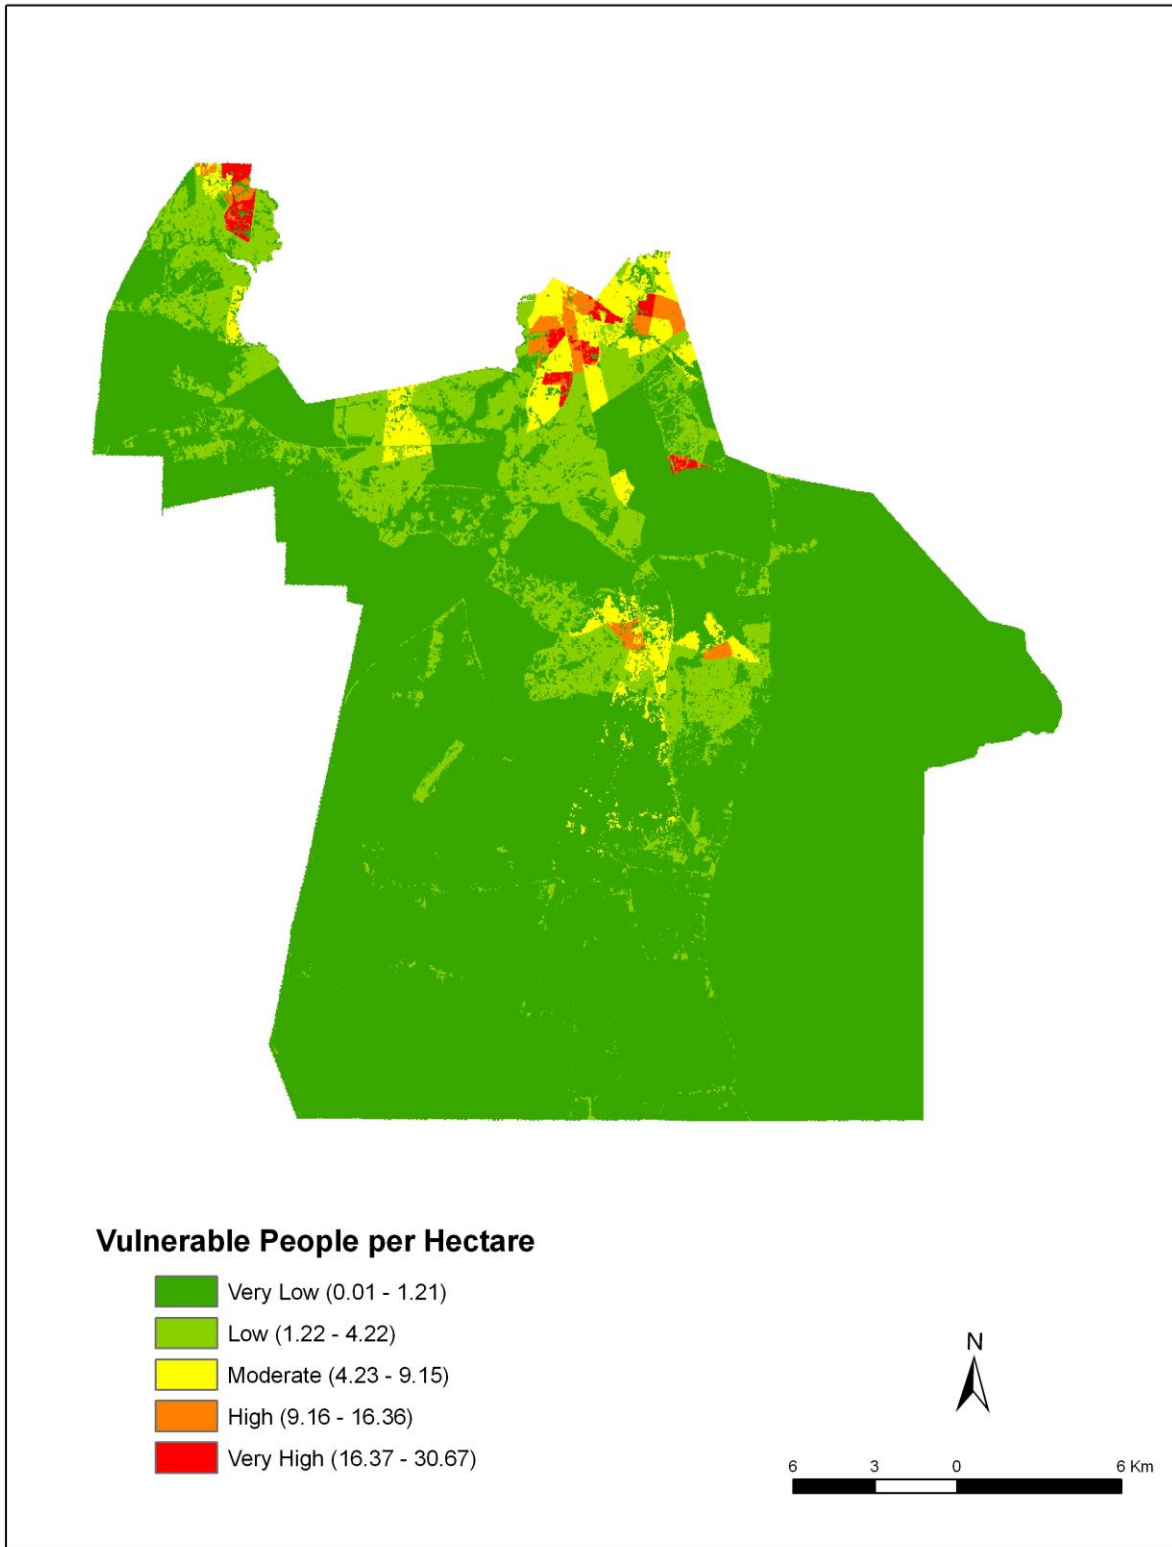 Vulnerable People per Hectare
Very Low (0.01 - 1.21)
Low (1.22 - 4.22)
Moderate (4.23 - 9.15)
High (9.16 - 16.36)
Very High (16.37 - 30.67)
N
6 3 0 6 Km